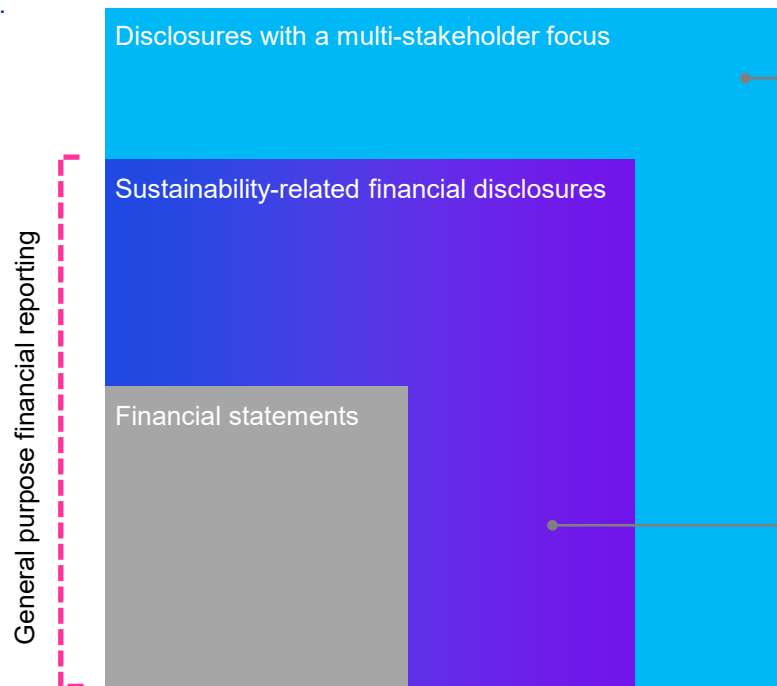 Disclosures with a multi-stakeholder focus
Sustainability-related financial disclosures
General purpose financial reporting
Financial statements